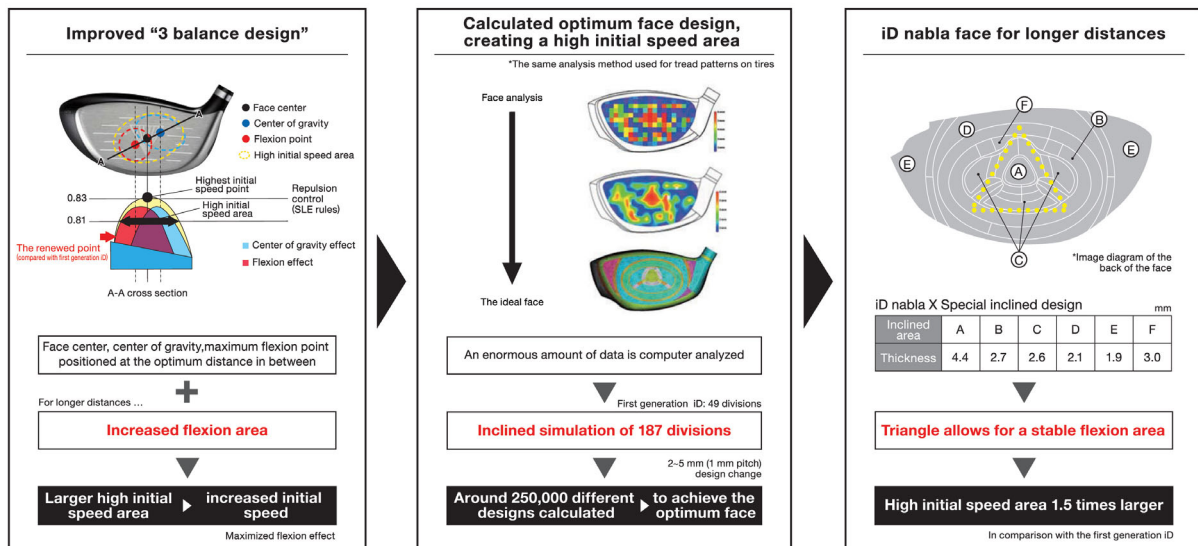 Improved “3 balance design”
A
A
Face center
Center of gravity
Flexion point
High initial speed area
0.83
0.81
Highest initial
speed point
High initial
speed area
Repulsion
control
(SLE rules)
The renewed point
(compared with first generation iD)
Center of gravity effect
Flexion effect
A-A cross section
Face center, center of gravity,maximum flexion point
positioned at the optimum distance in between
For longer distances ...
Increased flexion area
Larger high initial
speed area
increased initial
speed
Maximized flexion effect
Calculated optimum face design,
creating a high initial speed area
*The same analysis method used for tread patterns on tires
Face analysis
The ideal face
An enormous amount of data is computer analyzed
First generation iD: 49 divisions
Inclined simulation of 187 divisions
2~5 mm (1 mm pitch)
design change
Around 250,000 different
designs calculated
to achieve the
optimum face
iD nabla face for longer distances
F
D
B
E
E
A
C
*Image diagram of the
back of the face
iD nabla X Special inclined design
mm
Inclined
area
A B C D E F
Thickness 4.4 2.7 2.6 2.1 1.9 3.0
Triangle allows for a stable flexion area
High initial speed area 1.5 times larger
In comparison with the first generation iD